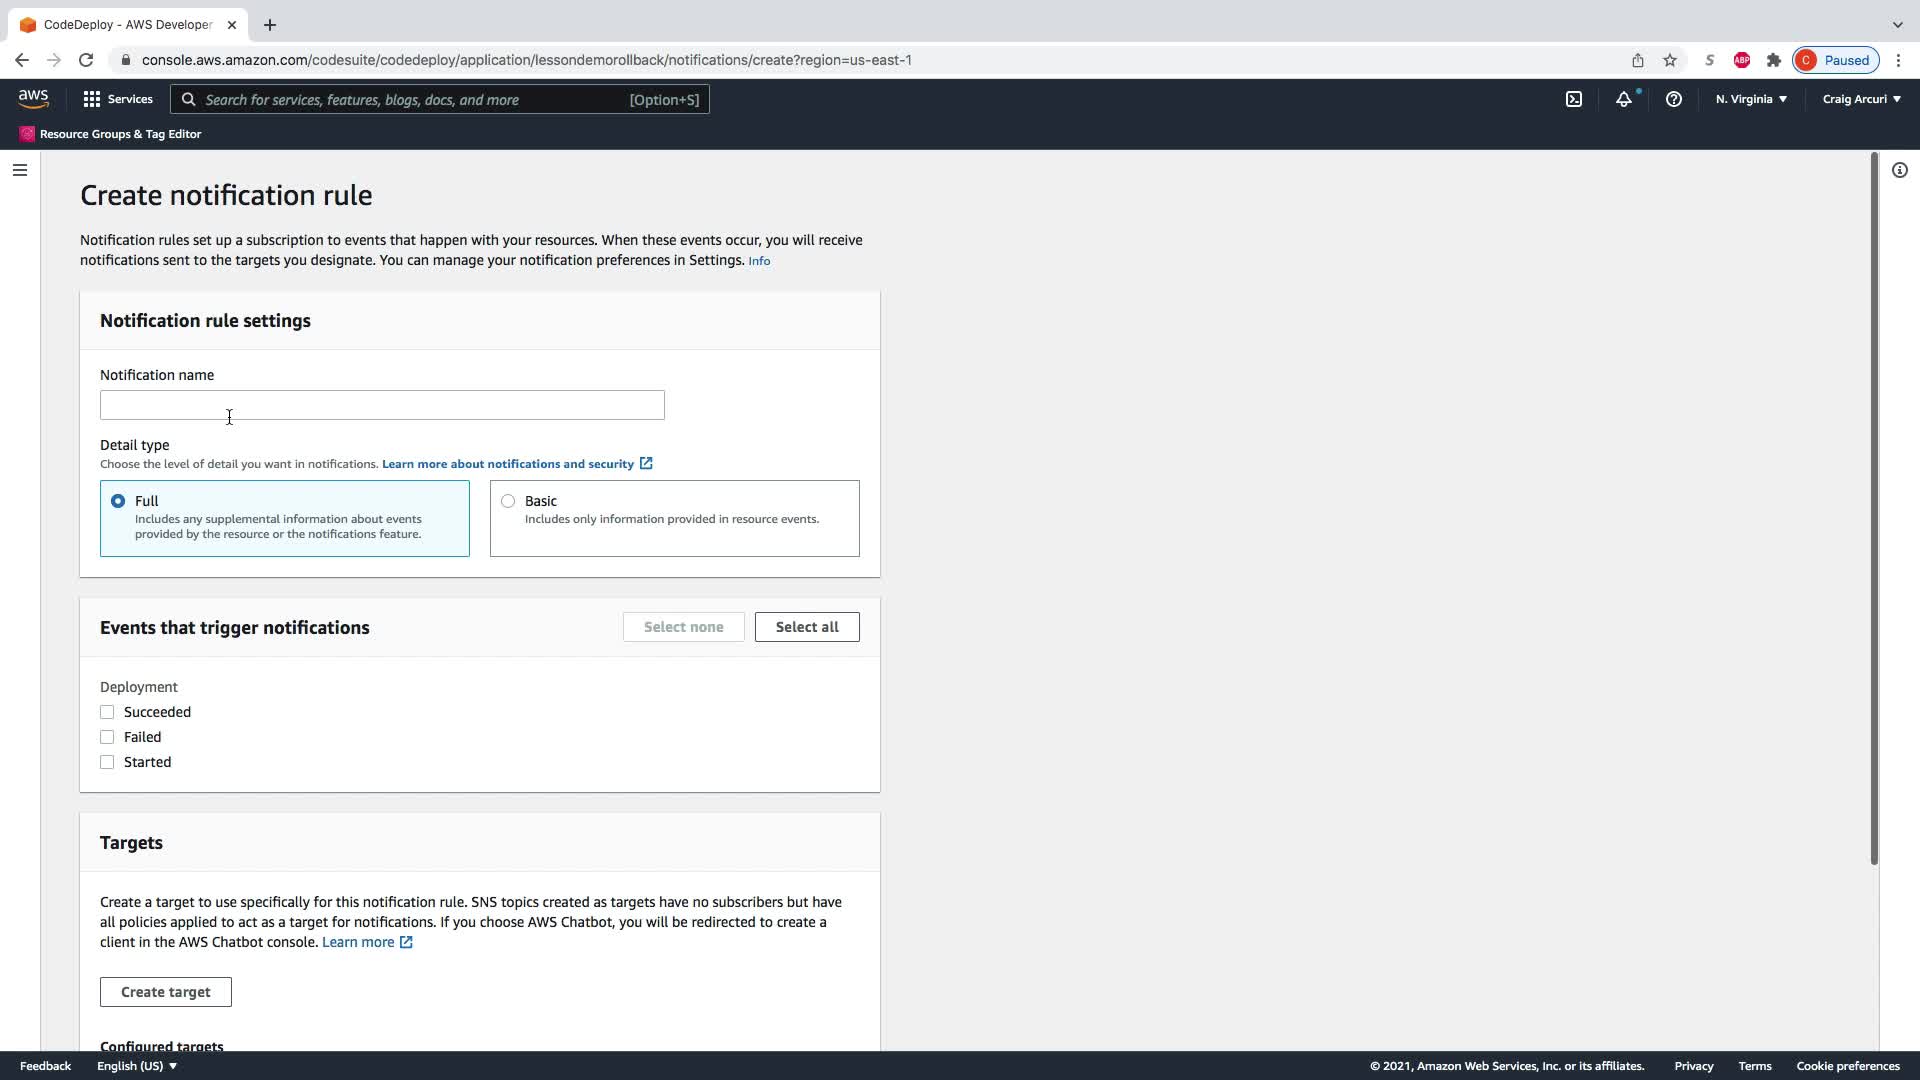 CodeDeploy - AWS Developer
console.aws.amazon.com/codesuite/codedeploy/application/lessondemorollback/notifications/create?region=us-east-1
S
ABP
C Paused
aws
Services
Search for services, features, blogs, docs, and more [Option+S]
N. Virginia
Craig Arcuri
Resource Groups & Tag Editor
Create notification rule
Notification rules set up a subscription to events that happen with your resources. When these events occur, you will receive
notifications sent to the targets you designate. You can manage your notification preferences in Settings. Info
Notification rule settings
Notification name
Detail type
Choose the level of detail you want in notifications. Learn more about notifications and security
Full
Includes any supplemental information about events
provided by the resource or the notifications feature.
Basic
Includes only information provided in resource events.
Events that trigger notifications
Select none
Select all
Deployment
Succeeded
Failed
Started
Targets
Create a target to use specifically for this notification rule. SNS topics created as targets have no subscribers but have
all policies applied to act as a target for notifications. If you choose AWS Chatbot, you will be redirected to create a
client in the AWS Chatbot console. Learn more
Create target
Configured targets
Feedback
English (US)
© 2021, Amazon Web Services, Inc. or its affiliates.
Privacy
Terms
Cookie preferences